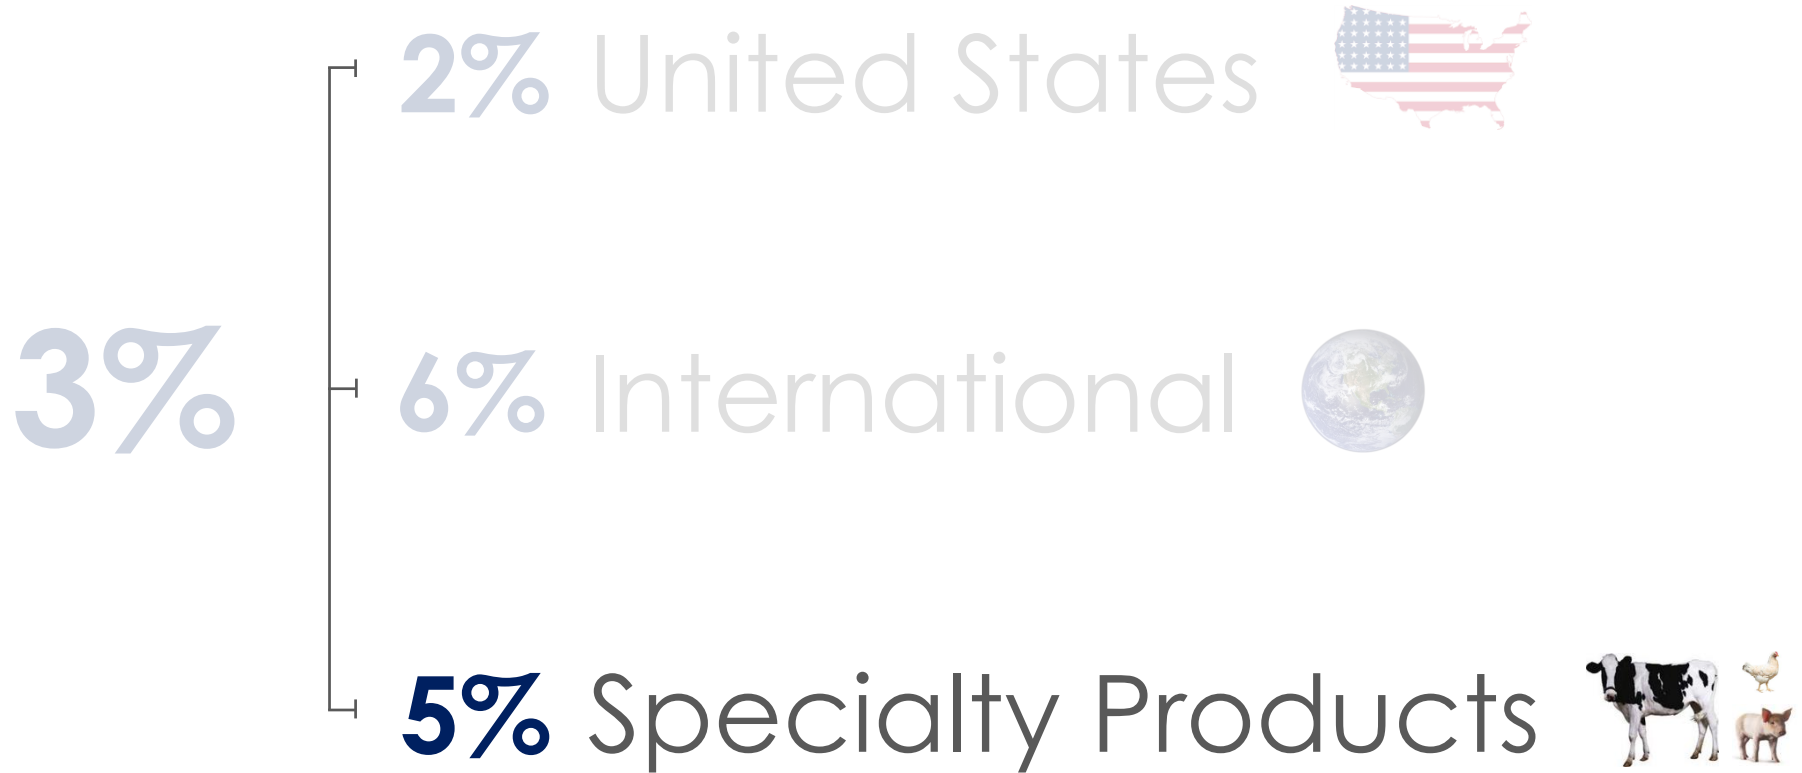 2% United States
3%
6% International
5% Specialty Products